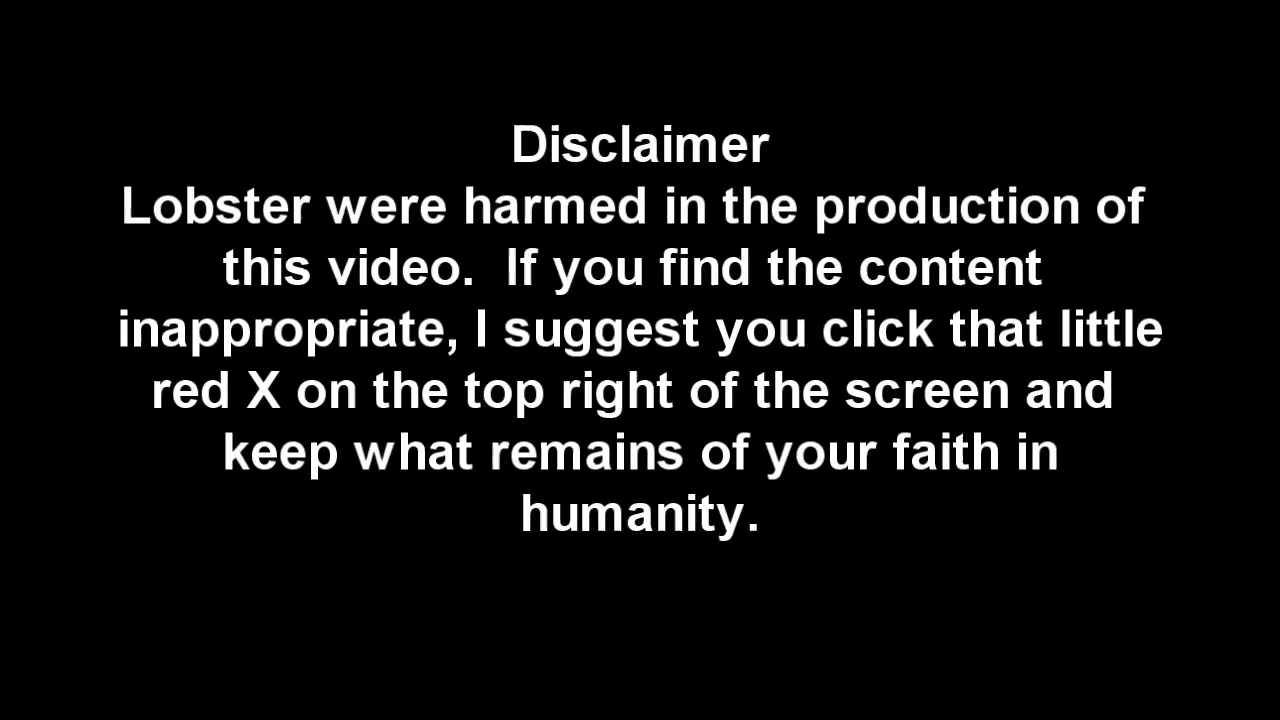 Disclaimer
Lobster were harmed in the production of
this video.  If you find the content
inappropriate, I suggest you click that little
red X on the top right of the screen and
keep what remains of your faith in
humanity.